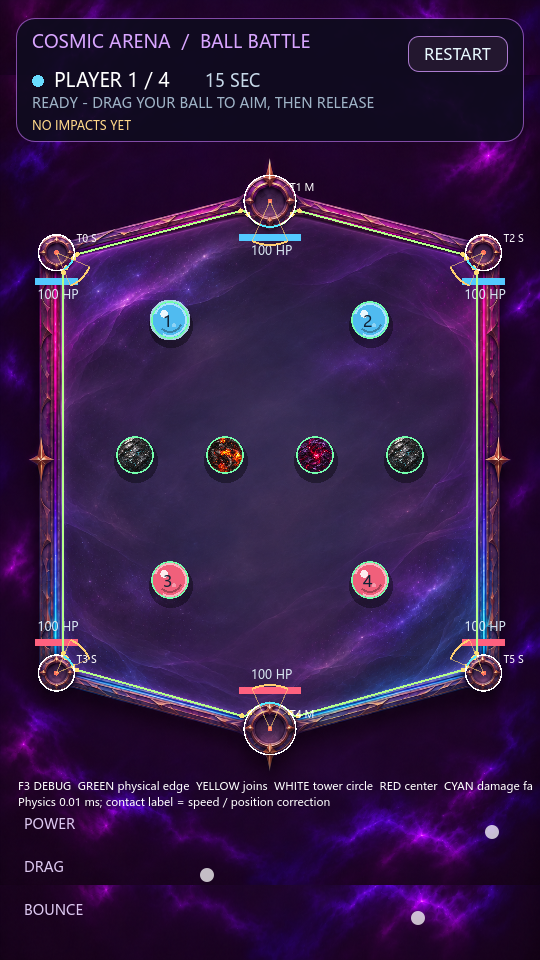 COSMIC ARENA / BALL BATTLE
RESTART
PLAYER 1 / 4 15 SEC
READY - DRAG YOUR BALL TO AIM, THEN RELEASE
NO IMPACTS YET
T1 M
T0 S
T2 S
100 HP
100 HP
100 HP
1
2
3
4
100 HP
100 HP
T3 S
T5 S
100 HP
T4 M
F3 DEBUG GREEN physical edge YELLOW joins WHITE tower circle RED center CYAN damage fa
Physics 0.01 ms; contact label = speed / position correction
POWER
DRAG
BOUNCE